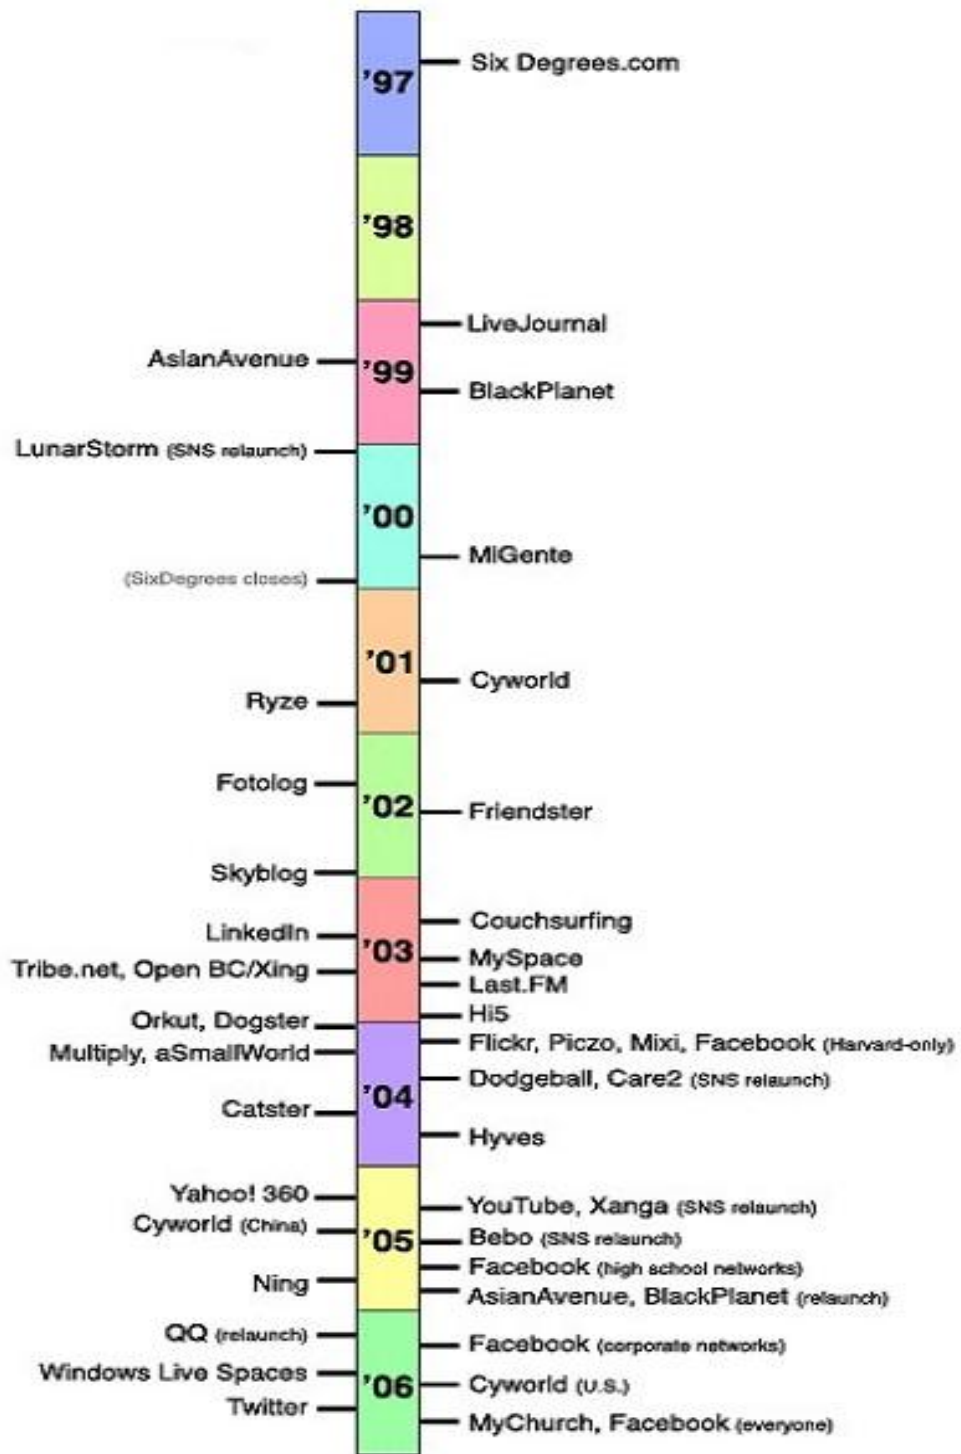 '97
Six Degrees.com
'98
LiveJournal
AsianAvenue
'99
BlackPlanet
LunarStorm (SNS relaunch)
'00
MiGente
(SixDegrees closes)
'01
Cyworld
Ryze
Fotolog
'02
Friendster
Skyblog
Couchsurfing
LinkedIn
'03
MySpace
Tribe.net, Open BC/Xing
Last.FM
Hi5
Orkut, Dogster
Flickr, Piczo, Mixi, Facebook (Harvard-only)
Multiply, aSmallWorld
Dodgeball, Care2 (SNS relaunch)
'04
Catster
Hyves
Yahoo! 360
YouTube, Xanga (SNS relaunch)
Cyworld (China)
Bebo (SNS relaunch)
'05
Facebook (high school networks)
Ning
AsianAvenue, BlackPlanet (relaunch)
QQ (relaunch)
Facebook (corporate networks)
Windows Live Spaces
'06
Cyworld (U.S.)
Twitter
MyChurch, Facebook (everyone)